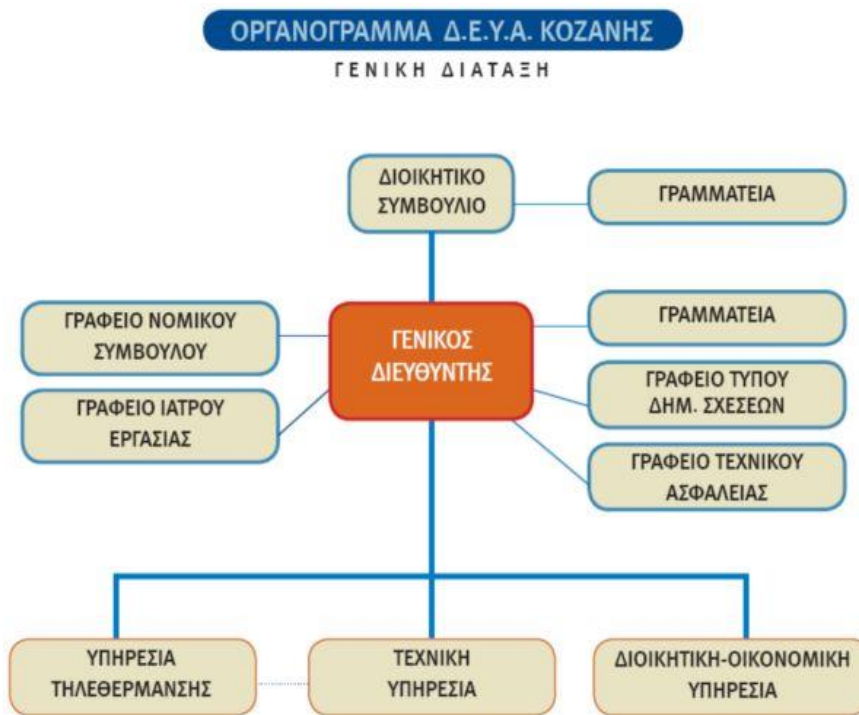 ΟΡΓΑΝΟΓΡΑΜΜΑ Δ.Ε.Υ.Α. ΚΟΖΑΝΗΣ
ΓΕΝΙΚΗ ΔΙΑΤΑΞΗ
ΔΙΟΙΚΗΤΙΚΟ
ΣΥΜΒΟΥΛΙΟ
ΓΡΑΜΜΑΤΕΙΑ
ΓΡΑΦΕΙΟ ΝΟΜΙΚΟΥ
ΣΥΜΒΟΥΛΟΥ
ΓΕΝΙΚΟΣ
ΔΙΕΥΘΥΝΤΗΣ
ΓΡΑΜΜΑΤΕΙΑ
ΓΡΑΦΕΙΟ ΙΑΤΡΟΥ
ΕΡΓΑΣΙΑΣ
ΓΡΑΦΕΙΟ ΤΥΠΟΥ
ΔΗΜ. ΣΧΕΣΕΩΝ
ΓΡΑΦΕΙΟ ΤΕΧΝΙΚΟΥ
ΑΣΦΑΛΕΙΑΣ
ΥΠΗΡΕΣΙΑ
ΤΗΛΕΘΕΡΜΑΝΣΗΣ
ΤΕΧΝΙΚΗ
ΥΠΗΡΕΣΙΑ
ΔΙΟΙΚΗΤΙΚΗ-ΟΙΚΟΝΟΜΙΚΗ
ΥΠΗΡΕΣΙΑ